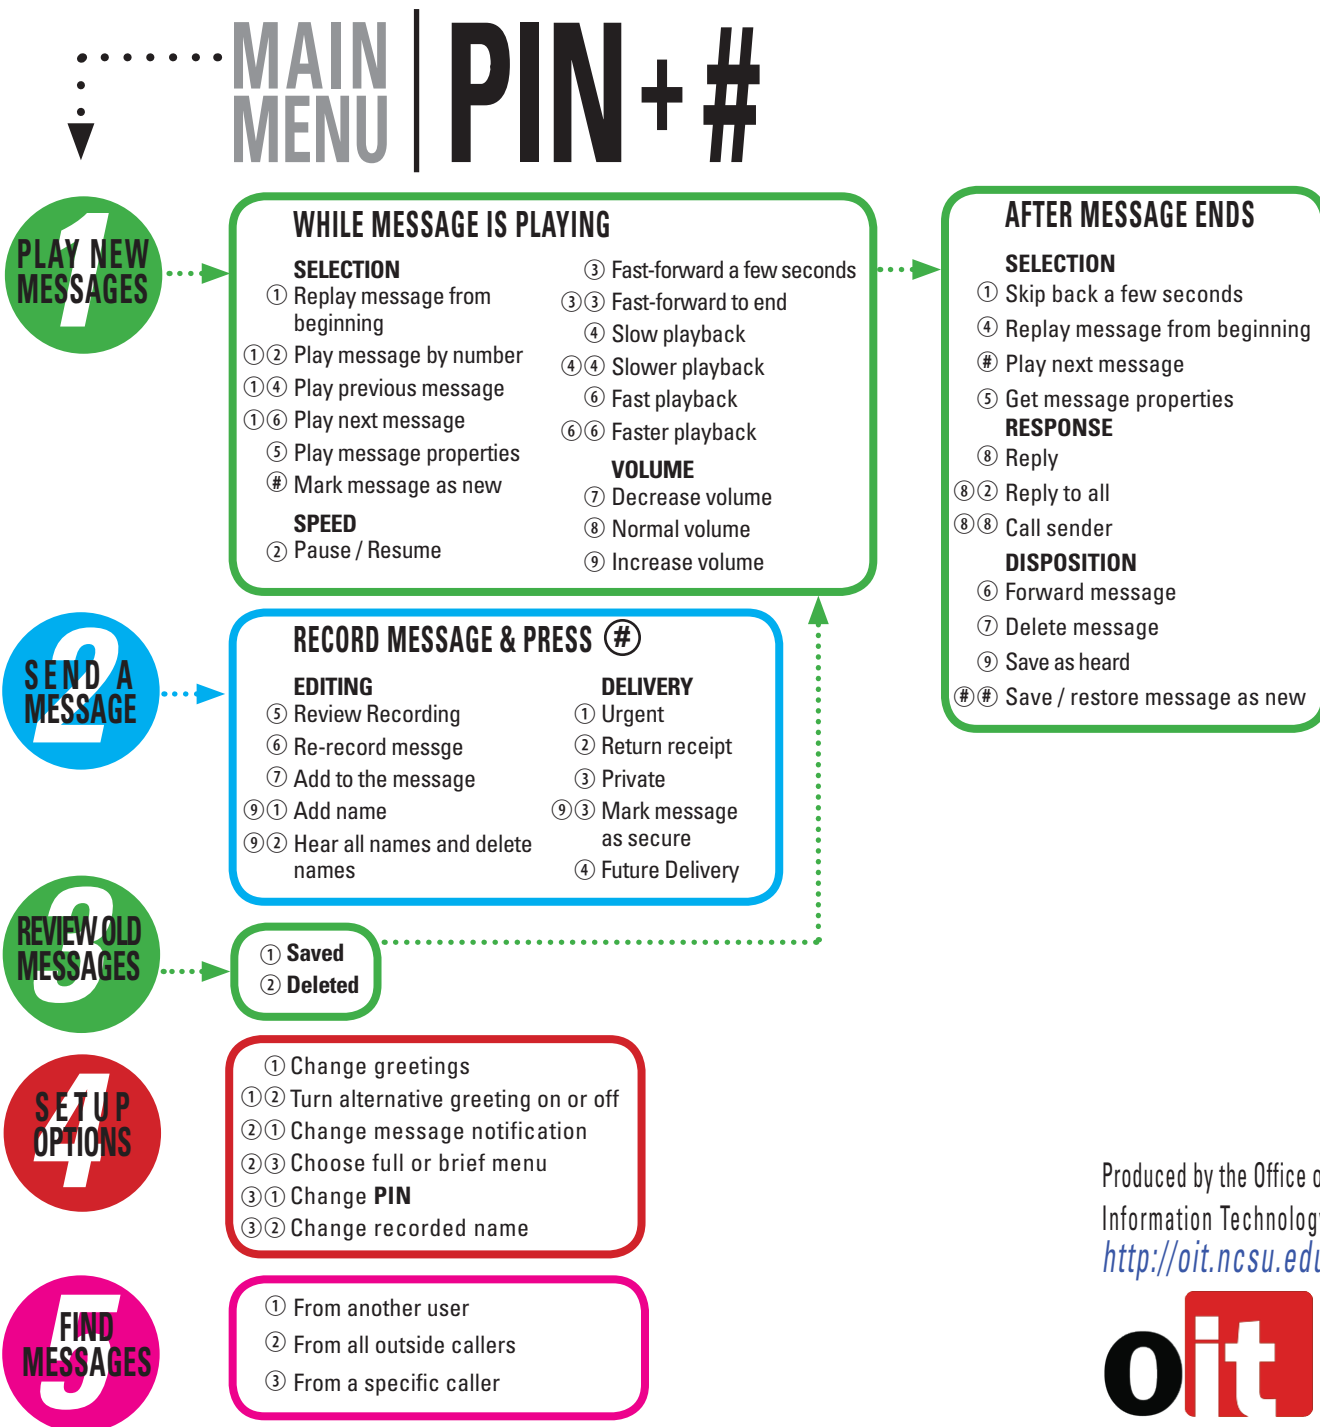 MAIN
MENU
PIN + #
1
PLAY NEW
MESSAGES
WHILE MESSAGE IS PLAYING
SELECTION
① Replay message from
beginning
①② Play message by number
①④ Play previous message
①⑥ Play next message
⑤ Play message properties
# Mark message as new
SPEED
② Pause / Resume
③ Fast-forward a few seconds
③③ Fast-forward to end
④ Slow playback
④④ Slower playback
⑥ Fast playback
⑥⑥ Faster playback
VOLUME
⑦ Decrease volume
⑧ Normal volume
⑨ Increase volume
AFTER MESSAGE ENDS
SELECTION
① Skip back a few seconds
④ Replay message from beginning
# Play next message
⑤ Get message properties
RESPONSE
⑧ Reply
⑧② Reply to all
⑧⑧ Call sender
DISPOSITION
⑥ Forward message
⑦ Delete message
⑨ Save as heard
## Save / restore message as new
2
SEND A
MESSAGE
RECORD MESSAGE & PRESS #
EDITING
⑤ Review Recording
⑥ Re-record messge
⑦ Add to the message
⑨① Add name
⑨② Hear all names and delete
names
DELIVERY
① Urgent
② Return receipt
③ Private
⑨③ Mark message
as secure
④ Future Delivery
3
REVIEW OLD
MESSAGES
① Saved
② Deleted
4
SETUP
OPTIONS
① Change greetings
①② Turn alternative greeting on or off
②① Change message notification
②③ Choose full or brief menu
③① Change PIN
③② Change recorded name
5
FIND
MESSAGES
① From another user
② From all outside callers
③ From a specific caller
Produced by the Office o
Information Technology
http://oit.ncsu.edu
oit